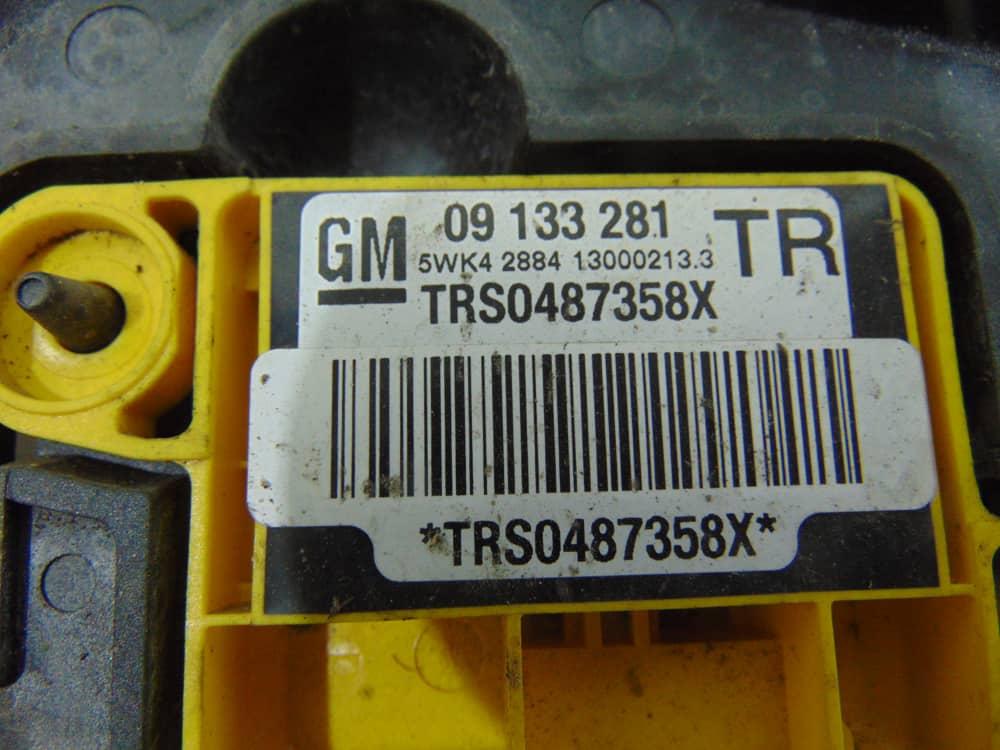 GM 09 133 281 TR
5WK4 2884 13000213.3
TRS0487358X
*TRS0487358X*